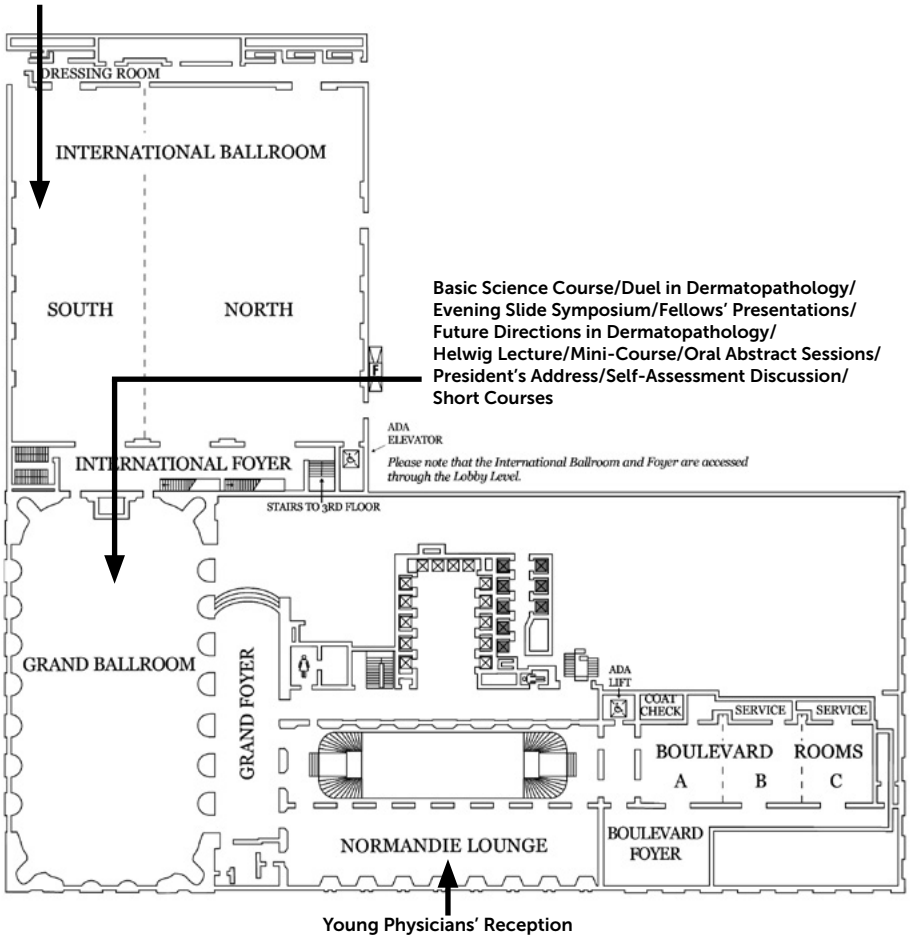 DRESSING ROOM
INTERNATIONAL BALLROOM
SOUTH
NORTH
Basic Science Course/Duel in Dermatopathology/
Evening Slide Symposium/Fellows’ Presentations/
Future Directions in Dermatopathology/
Helwig Lecture/Mini-Course/Oral Abstract Sessions/
President’s Address/Self-Assessment Discussion/
Short Courses
F
ADA
ELEVATOR
Please note that the International Ballroom and Foyer are accessed
through the Lobby Level.
INTERNATIONAL FOYER
STAIRS TO 3RD FLOOR
GRAND BALLROOM
GRAND FOYER
ADA
LIFT
COAT
CHECK
SERVICE
SERVICE
BOULEVARD ROOMS
A B C
NORMANDIE LOUNGE
BOULEVARD
FOYER
Young Physicians’ Reception